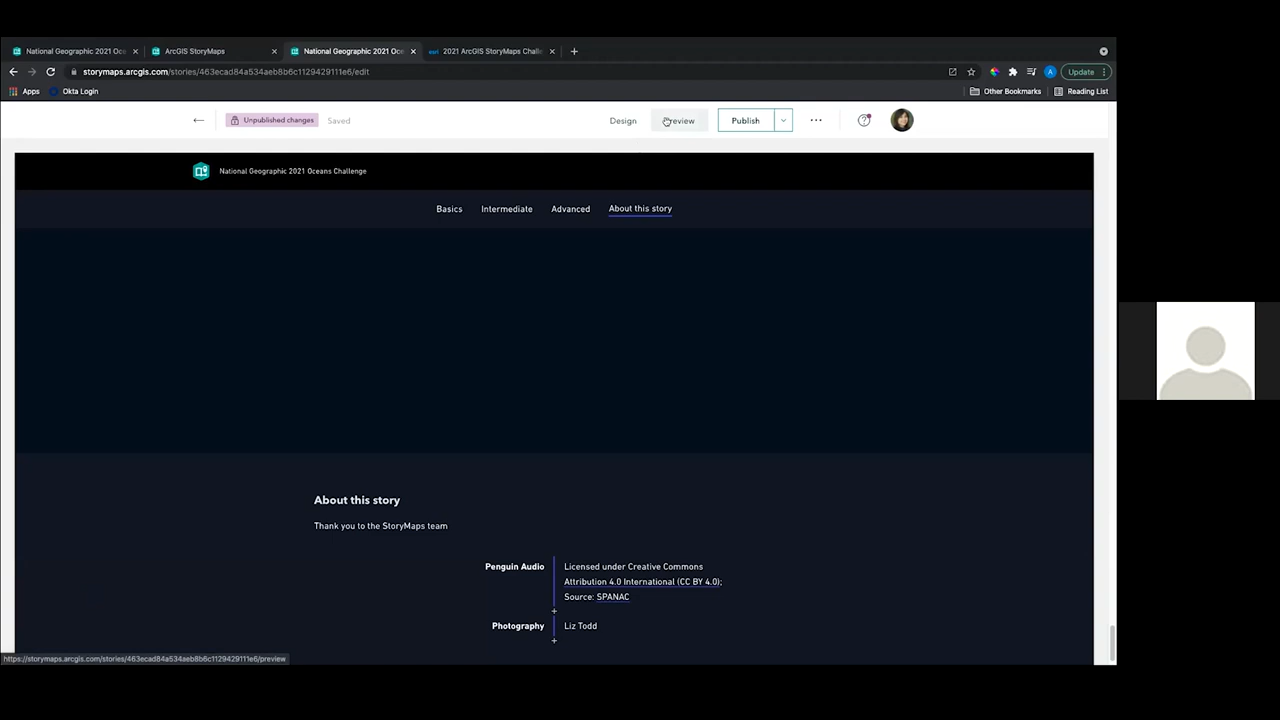 National Geographic 2021 Oc
ArcGIS StoryMaps
National Geographic 2021 Oce
esri 2021 ArcGIS StoryMaps Chall
storymaps.arcgis.com/stories/463ecad84a534aeb8b6c1129429111e6/edit
A
Update
Apps
Okta Login
Other Bookmarks
Reading List
Unpublished changes
Saved
Design
Preview
Publish
National Geographic 2021 Oceans Challenge
Basics
Intermediate
Advanced
About this story
About this story
Thank you to the StoryMaps team
Penguin Audio
Licensed under Creative Commons
Attribution 4.0 International (CC BY 4.0);
Source: SPANAC
Photography
Liz Todd
https://storymaps.arcgis.com/stories/463ecad84a534aeb8b6c1129429111e6/preview